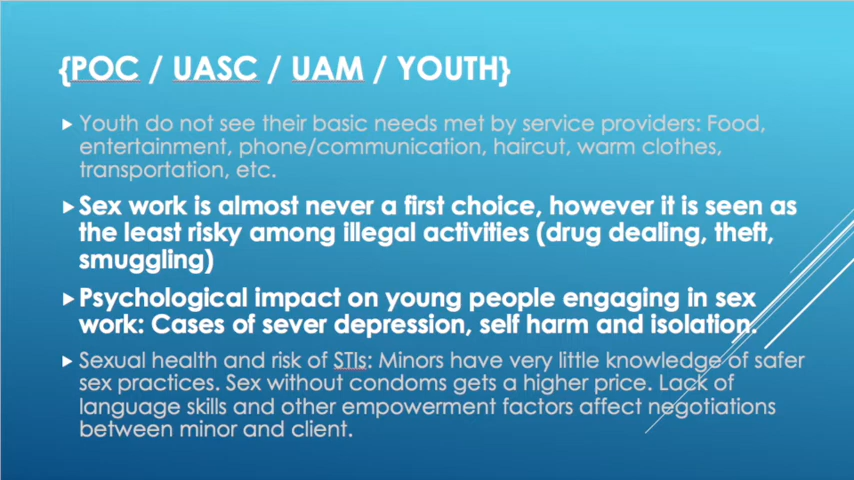 {POC / UASC / UAM / YOUTH}
Youth do not see their basic needs met by service providers: Food,
entertainment, phone/communication, haircut, warm clothes,
transportation, etc.
Sex work is almost never a first choice, however it is seen as
the least risky among illegal activities (drug dealing, theft,
smuggling)
Psychological impact on young people engaging in sex
work: Cases of sever depression, self harm and isolation.
Sexual health and risk of STIs: Minors have very little knowledge of safer
sex practices. Sex without condoms gets a higher price. Lack of
language skills and other empowerment factors affect negotiations
between minor and client.